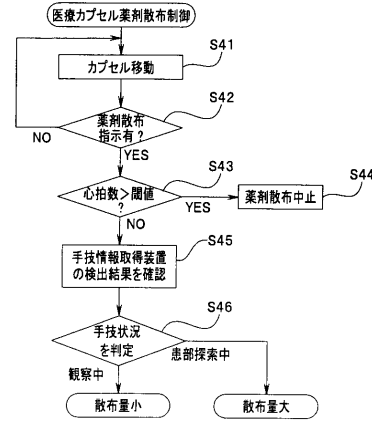 医療カプセル薬剤散布制御
S41
カプセル移動
S42
薬剤散布
指示有?
NO
YES
S43
心拍数>閾値
?
YES
S44
薬剤散布中止
NO
S45
手技情報取得装置
の検出結果を確認
S46
手技状況
を判定
観察中
患部探索中
散布量小
散布量大